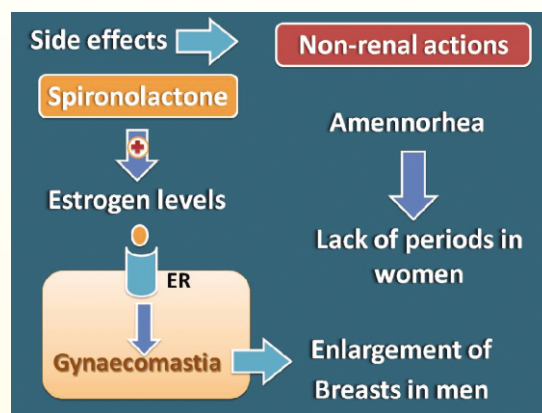 Side effects
Non-renal actions
Spironolactone
Amennorhea
Estrogen levels
Lack of periods in
women
ER
Gynaecomastia
Enlargement of
Breasts in men